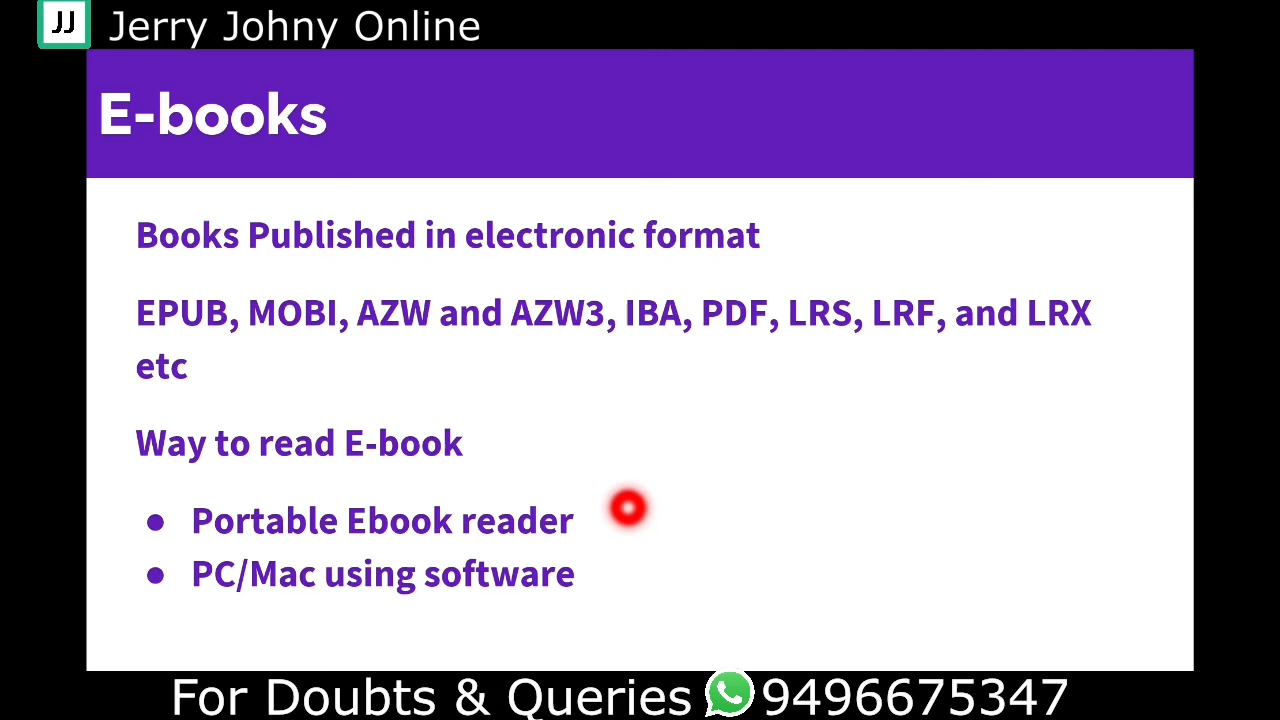 JJ Jerry Johny Online
E-books
Books Published in electronic format
EPUB, MOBI, AZW and AZW3, IBA, PDF, LRS, LRF, and LRX
etc
Way to read E-book
● Portable Ebook reader
● PC/Mac using software
For Doubts & Queries 9496675347